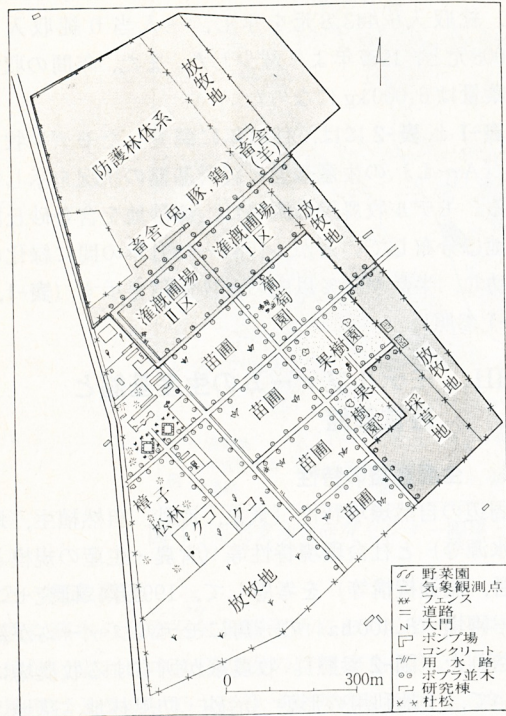 放牧地
防護林体系
畜舎(羊)
畜舎(兎,豚,鶏)
放牧地
灌漑圃場
I区
灌漑圃場
II区
葡萄園
苗圃
果樹園
放牧地
採草地
果樹園
苗圃
苗圃
苗圃
樟子
松林
クコ
クコ
放牧地
0 300m
野菜園
気象観測点
フェンス
道路
大門
ポンプ場
コンクリート
用水路
ポプラ並木
研究棟
杜松